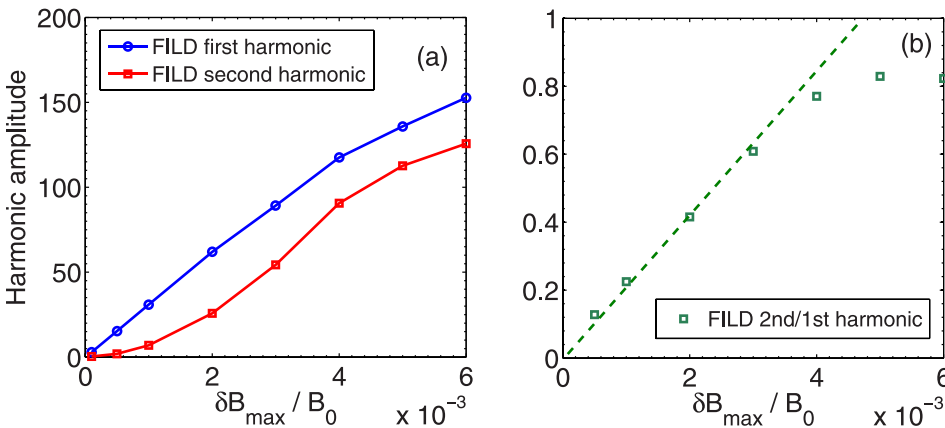 200
150
100
50
0
Harmonic amplitude
FILD first harmonic
FILD second harmonic
(a)
0 2 4 6
δB_max / B_0 x 10^-3
1
0.8
0.6
0.4
0.2
0
(b)
FILD 2nd/1st harmonic
0 2 4 6
δB_max / B_0 x 10^-3